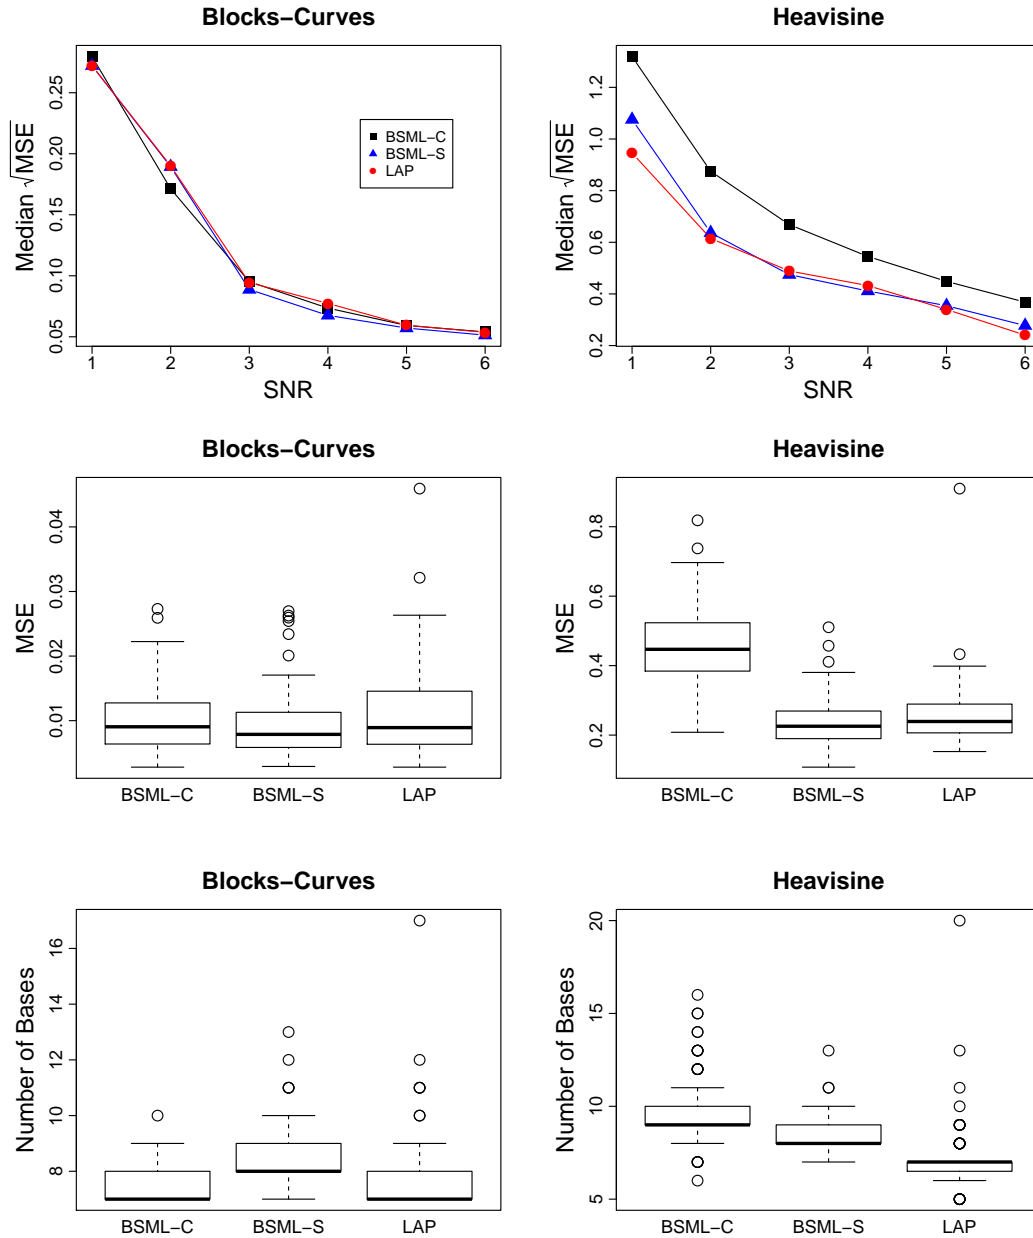 Blocks−Curves
Heavisine
Median √MSE
0.05 0.10 0.15 0.20 0.25
BSML−C
BSML−S
LAP
1 2 3 4 5 6
SNR
Median √MSE
0.2 0.4 0.6 0.8 1.0 1.2
1 2 3 4 5 6
SNR
Blocks−Curves
Heavisine
MSE
0.01 0.02 0.03 0.04
BSML−C BSML−S LAP
MSE
0.2 0.4 0.6 0.8
BSML−C BSML−S LAP
Blocks−Curves
Heavisine
Number of Bases
8 10 12 14 16
BSML−C BSML−S LAP
Number of Bases
5 10 15 20
BSML−C BSML−S LAP